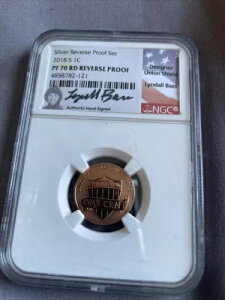 Silver Reverse Proof Set
2018 S 1C
PF 70 RD REVERSE PROOF
4658782-121
Authentic Hand-Signed
Designer
Union Shield
Lyndall Bass
NGC
ONE CENT